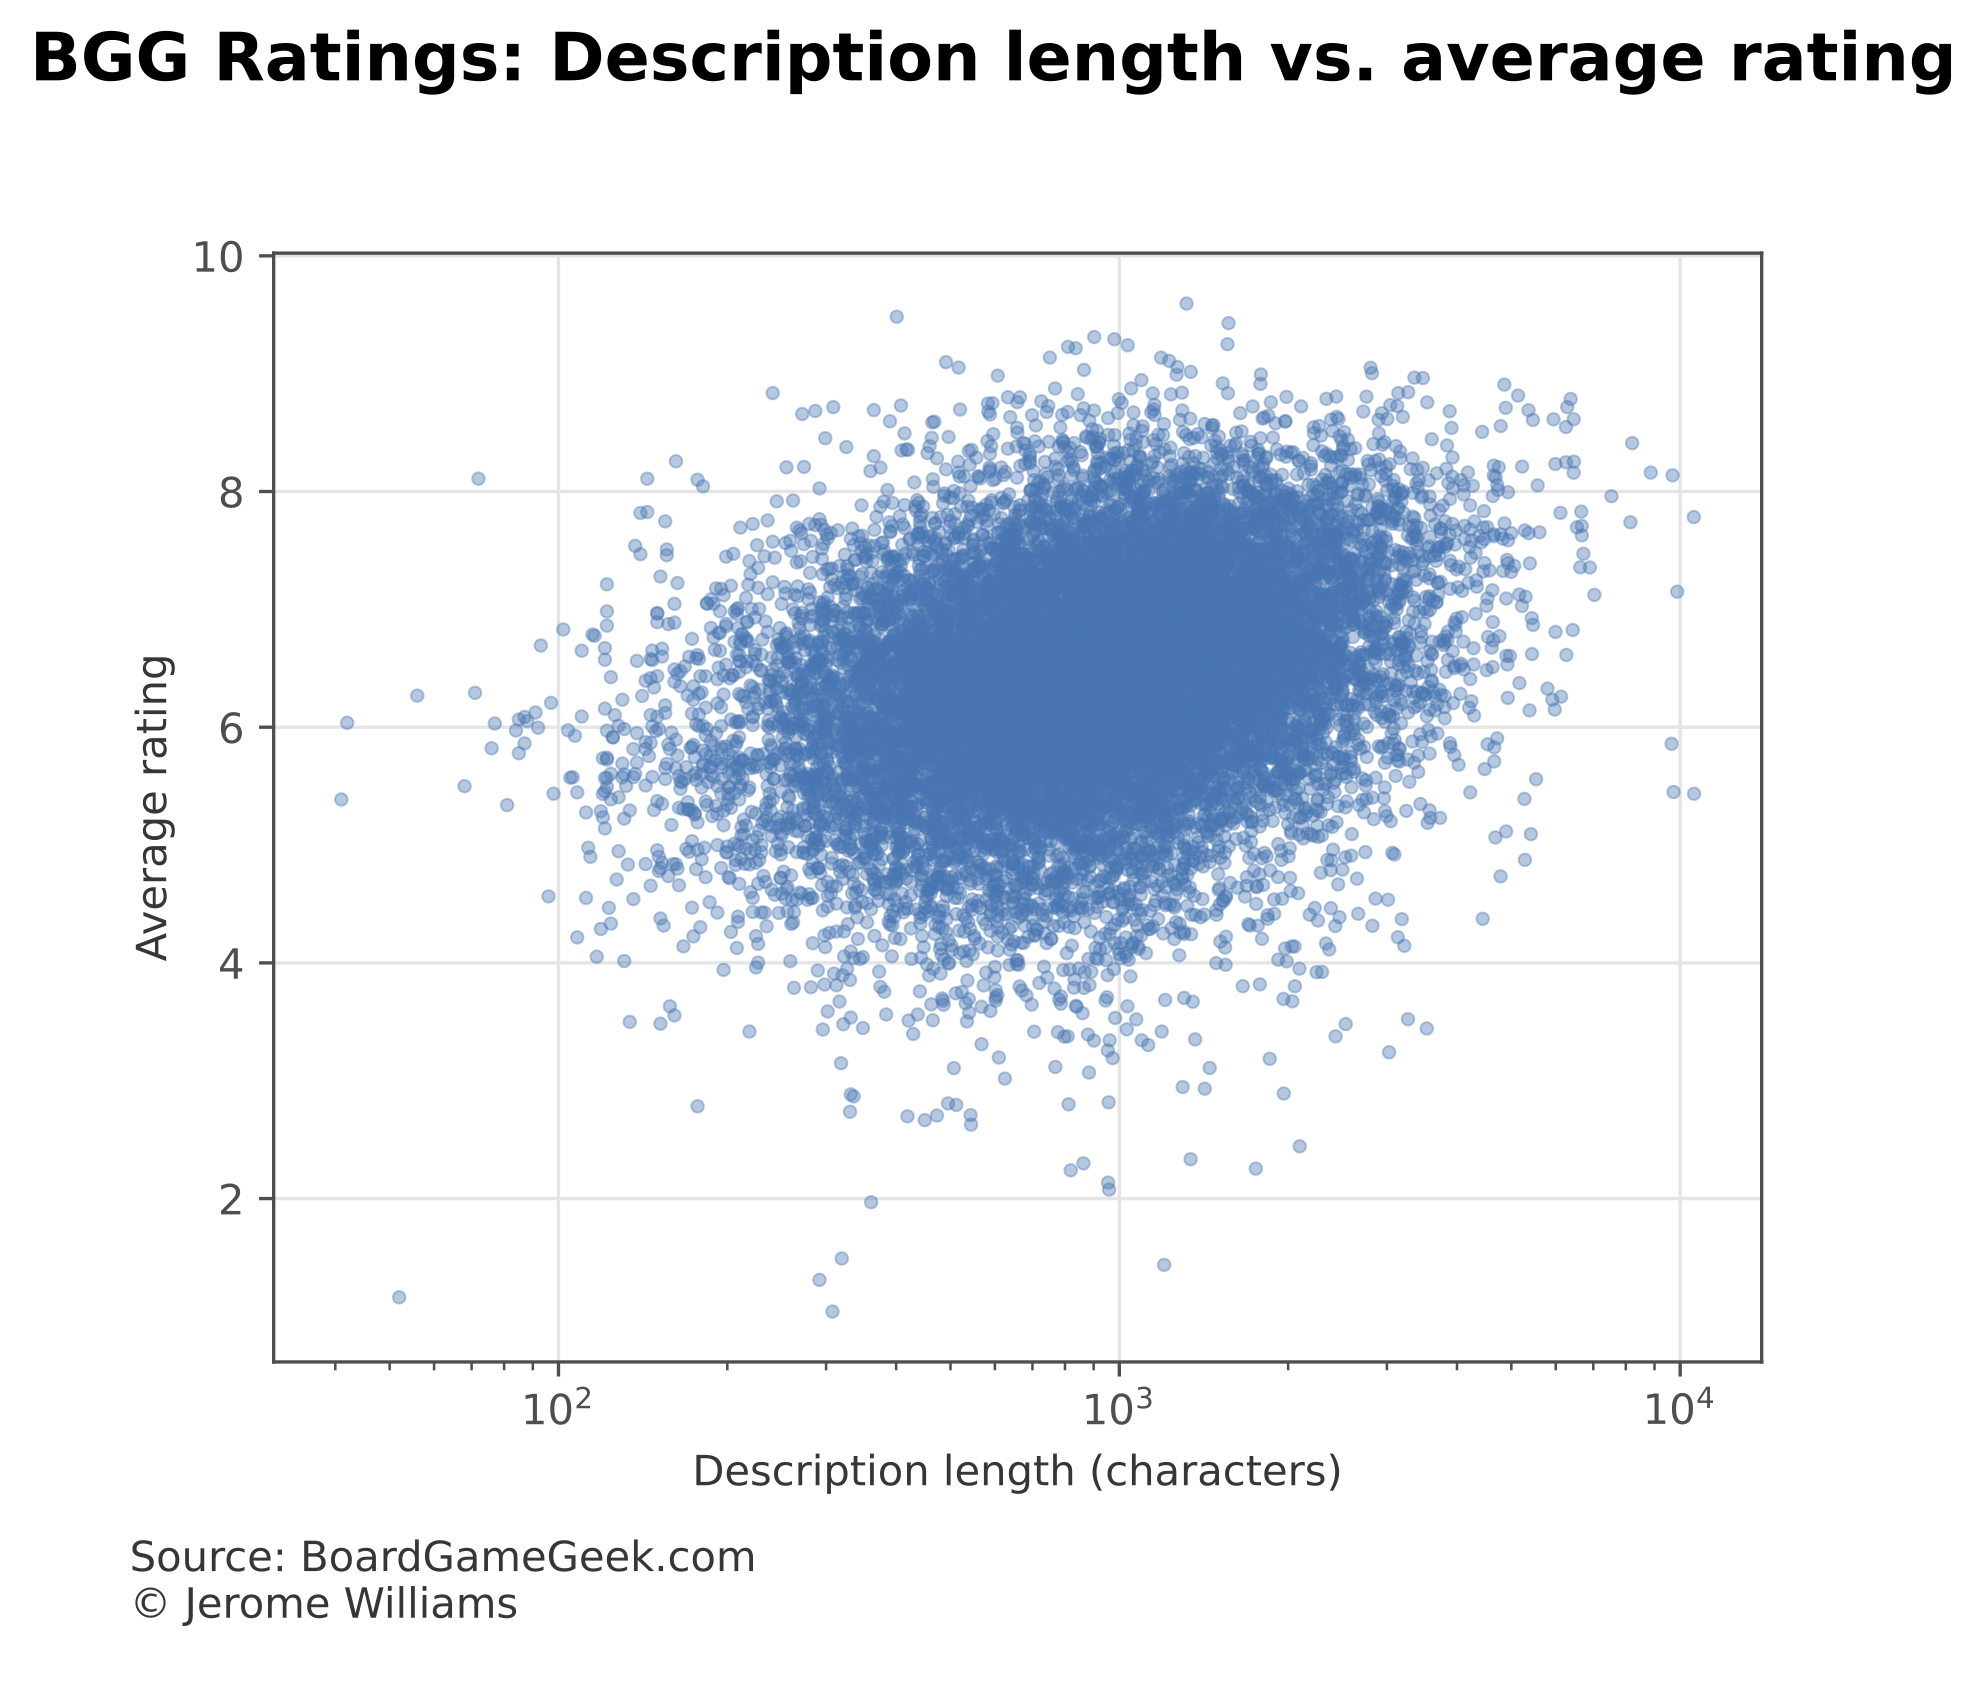 BGG Ratings: Description length vs. average rating
10
8
6
4
2
Average rating
10²
10³
10⁴
Description length (characters)
Source: BoardGameGeek.com
© Jerome Williams